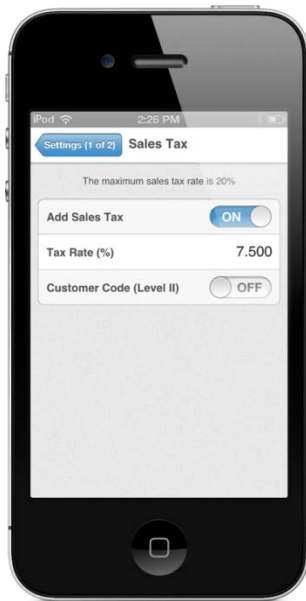 iPod 2:26 PM
Settings (1 of 2) Sales Tax
The maximum sales tax rate is 20%
Add Sales Tax ON
Tax Rate (%) 7.500
Customer Code (Level II) OFF